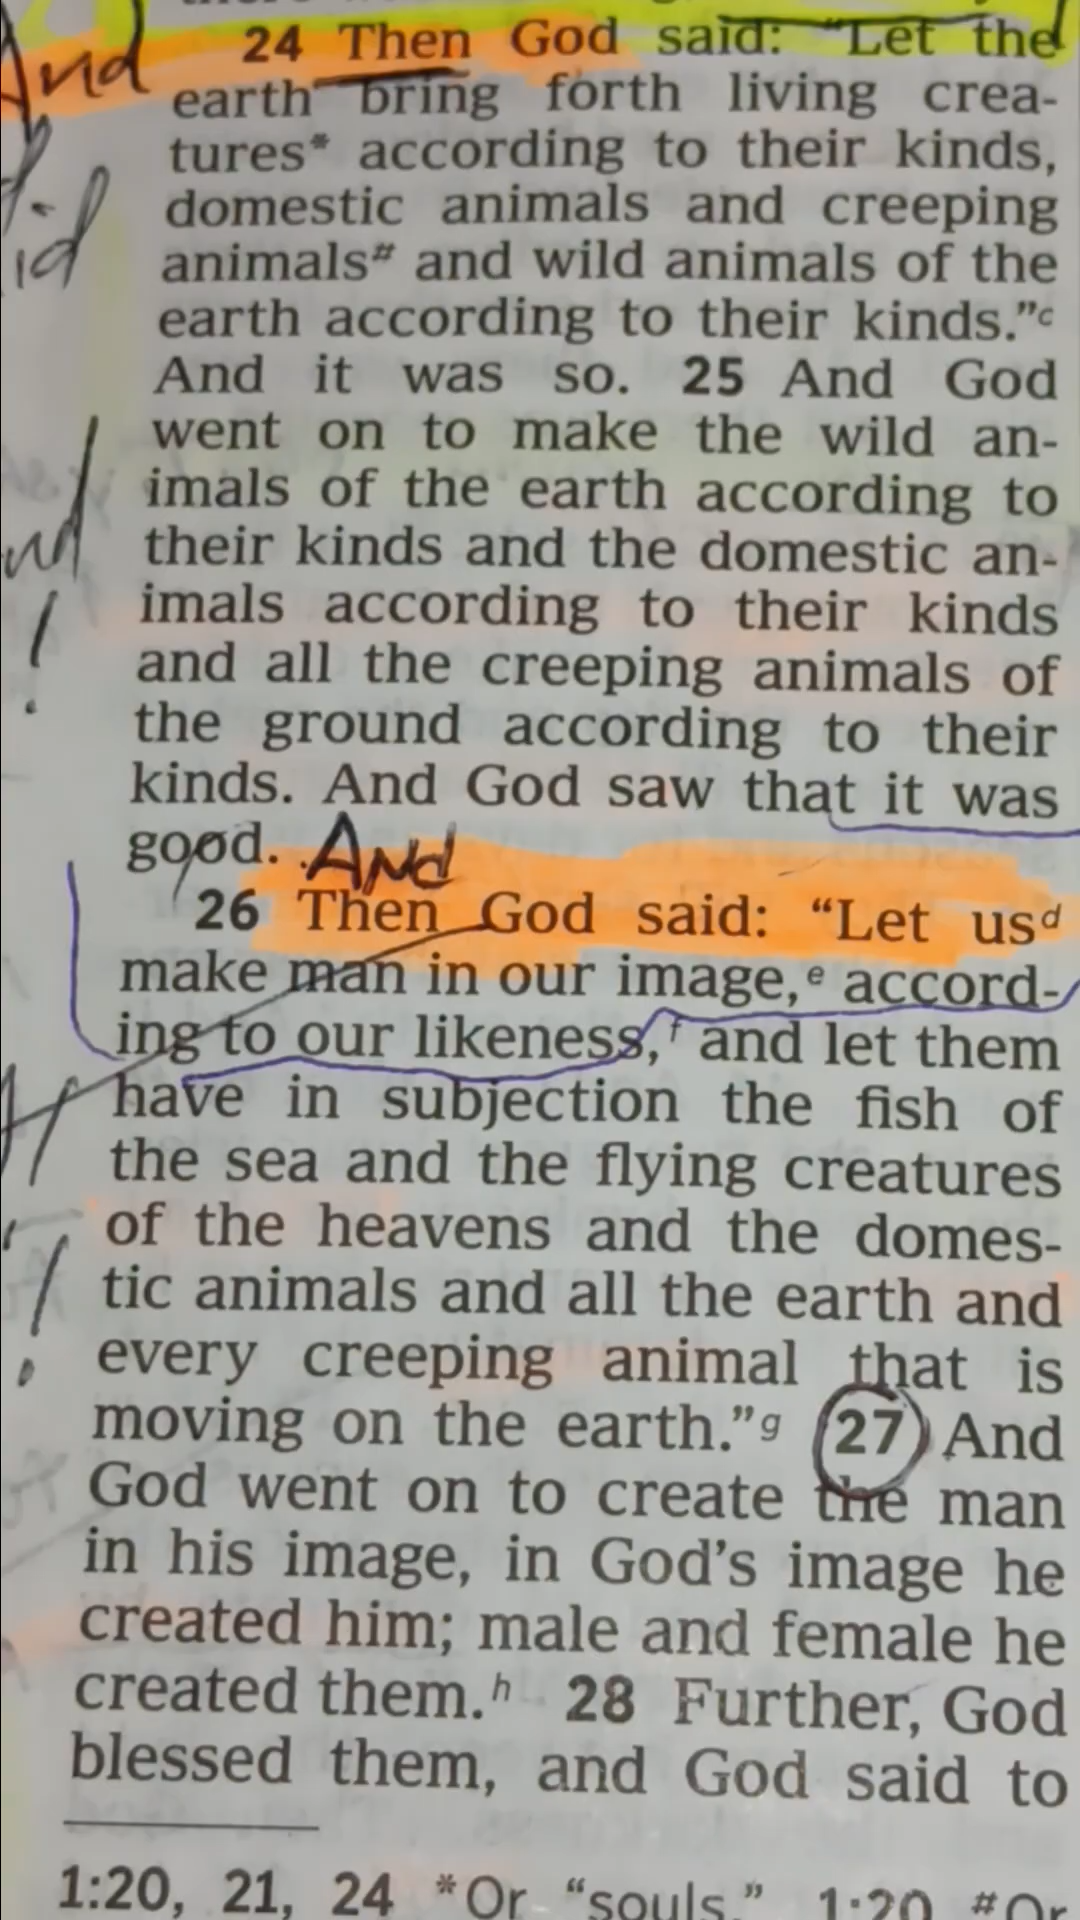 And
24 Then God said: “Let the
earth bring forth living crea-
tures* according to their kinds,
domestic animals and creeping
animals# and wild animals of the
earth according to their kinds.”c
And it was so. 25 And God
went on to make the wild an-
imals of the earth according to
their kinds and the domestic an-
imals according to their kinds
and all the creeping animals of
the ground according to their
kinds. And God saw that it was
good. And
26 Then God said: “Let usd
make man in our image,e accord-
ing to our likeness,f and let them
have in subjection the fish of
the sea and the flying creatures
of the heavens and the domes-
tic animals and all the earth and
every creeping animal that is
moving on the earth.”g 27 And
God went on to create the man
in his image, in God’s image he
created him; male and female he
created them.h 28 Further, God
blessed them, and God said to
1:20, 21, 24 *Or “souls.” 1:20 #Or